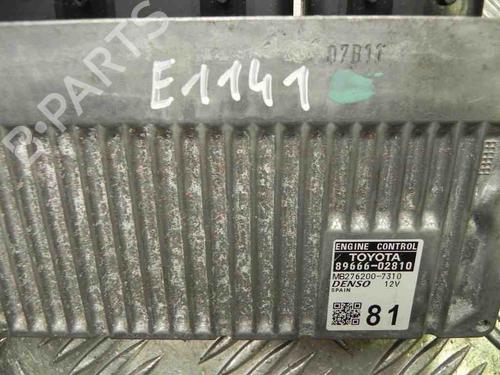 07B11
E1141
B-PARTS
ENGINE CONTROL
TOYOTA
89666-02810
MB276200-7310
DENSO 12V
SPAIN
81